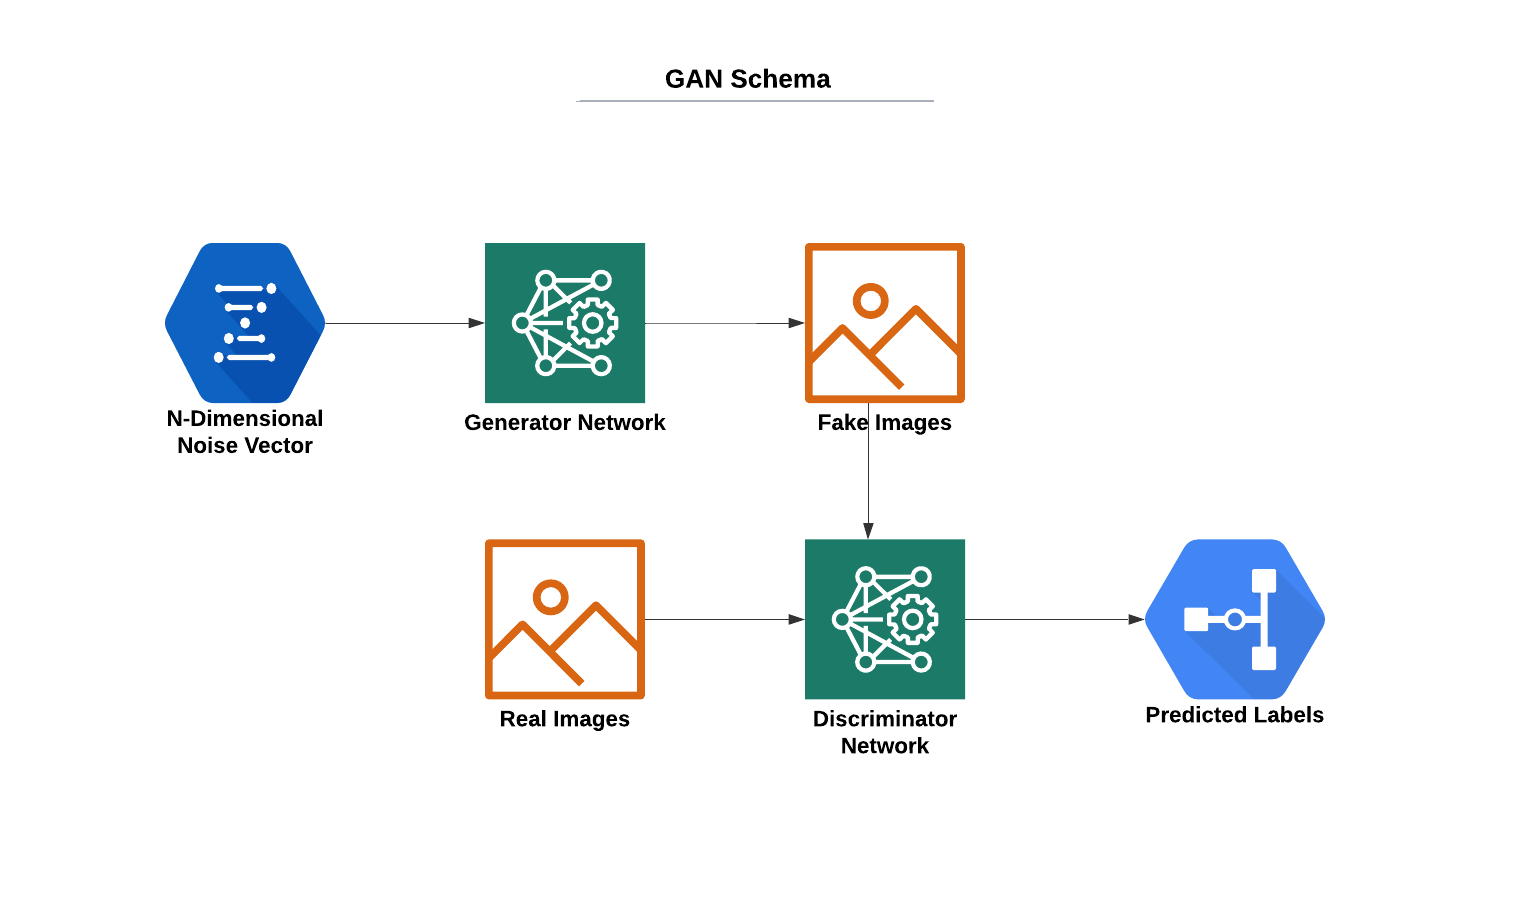 GAN Schema
N-Dimensional
Noise Vector
Generator Network
Fake Images
Real Images
Discriminator
Network
Predicted Labels